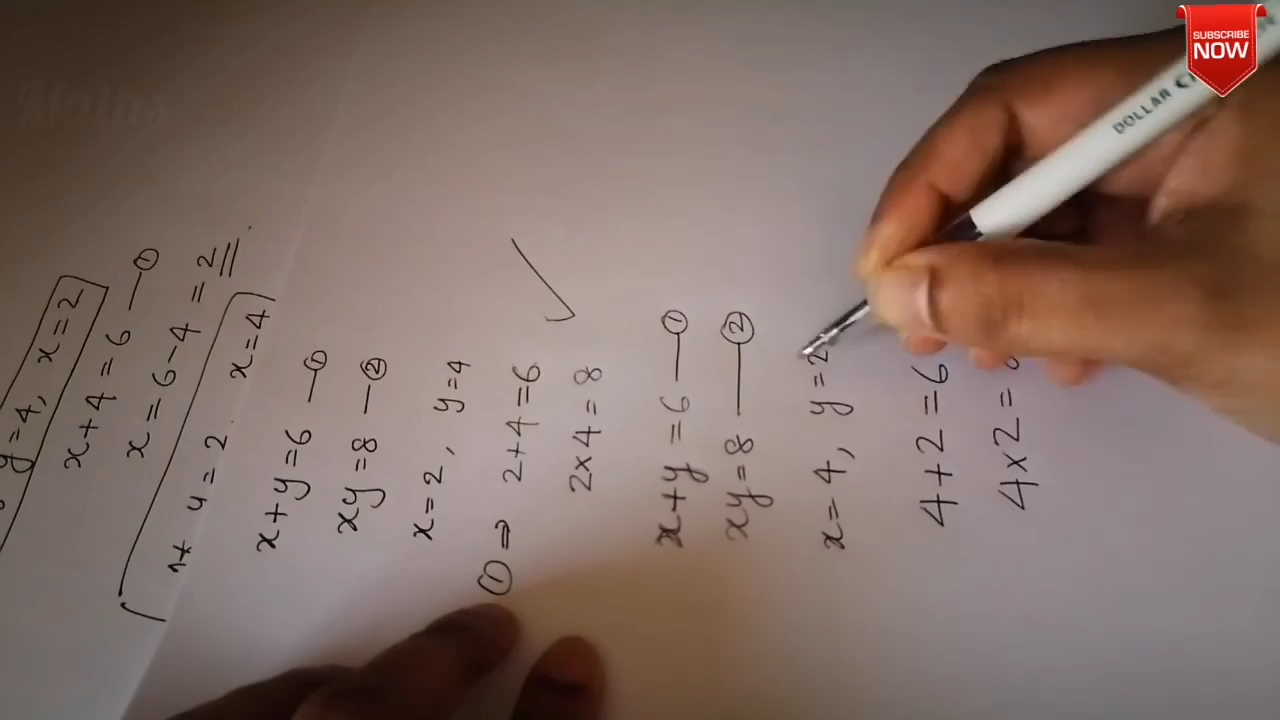 y=4, x=2
x+4=6 —①
x=6-4=2
y=2 x=4
x+y=6 —①
xy=8 —②
x=2, y=4
①⇒ 2+4=6
2×4=8
x+y=6 —①
xy=8 —②
x=4, y=2
4+2=6
4×2=
SUBSCRIBE
NOW
DOLLAR
Maths